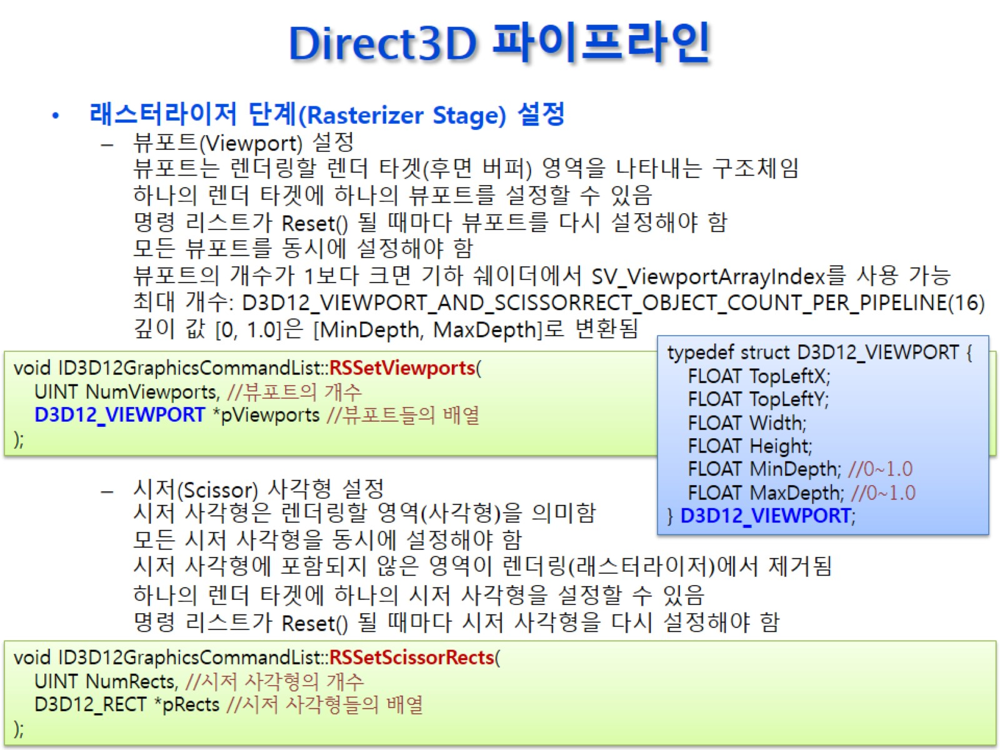 Direct3D 파이프라인
• 래스터라이저 단계(Rasterizer Stage) 설정
– 뷰포트(Viewport) 설정
뷰포트는 렌더링할 렌더 타겟(후면 버퍼) 영역을 나타내는 구조체임
하나의 렌더 타겟에 하나의 뷰포트를 설정할 수 있음
명령 리스트가 Reset() 될 때마다 뷰포트를 다시 설정해야 함
모든 뷰포트를 동시에 설정해야 함
뷰포트의 개수가 1보다 크면 기하 쉐이더에서 SV_ViewportArrayIndex를 사용 가능
최대 개수: D3D12_VIEWPORT_AND_SCISSORRECT_OBJECT_COUNT_PER_PIPELINE(16)
깊이 값 [0, 1.0]은 [MinDepth, MaxDepth]로 변환됨
void ID3D12GraphicsCommandList::RSSetViewports(
UINT NumViewports, //뷰포트의 개수
D3D12_VIEWPORT *pViewports //뷰포트들의 배열
);
typedef struct D3D12_VIEWPORT {
FLOAT TopLeftX;
FLOAT TopLeftY;
FLOAT Width;
FLOAT Height;
FLOAT MinDepth; //0~1.0
FLOAT MaxDepth; //0~1.0
} D3D12_VIEWPORT;
– 시저(Scissor) 사각형 설정
시저 사각형은 렌더링할 영역(사각형)을 의미함
모든 시저 사각형을 동시에 설정해야 함
시저 사각형에 포함되지 않은 영역이 렌더링(래스터라이저)에서 제거됨
하나의 렌더 타겟에 하나의 시저 사각형을 설정할 수 있음
명령 리스트가 Reset() 될 때마다 시저 사각형을 다시 설정해야 함
void ID3D12GraphicsCommandList::RSSetScissorRects(
UINT NumRects, //시저 사각형의 개수
D3D12_RECT *pRects //시저 사각형들의 배열
);